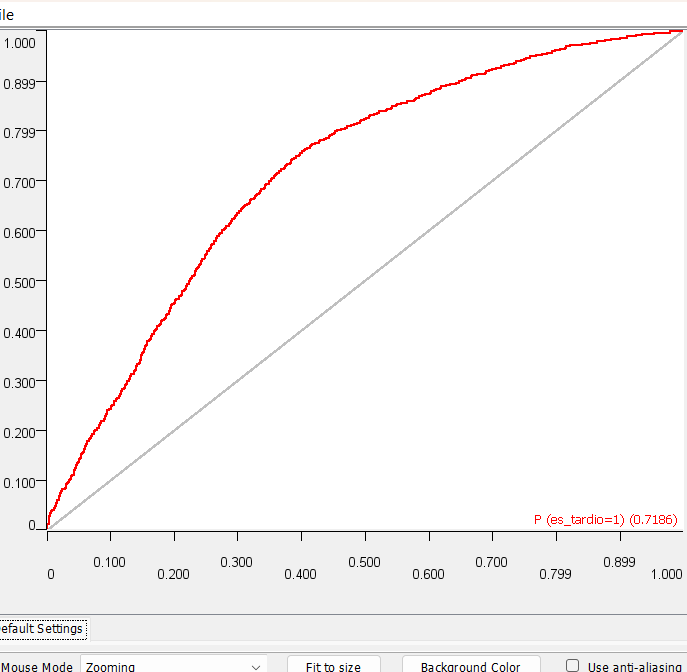 ile
1.000
0.899
0.799
0.700
0.600
0.500
0.400
0.300
0.200
0.100
0
P (es_tardio=1) (0.7186)
0.100 0.300 0.500 0.700 0.899
0 0.200 0.400 0.600 0.799 1.000
efault Settings
Mouse Mode Zooming Fit to size Background Color Use anti-aliasing